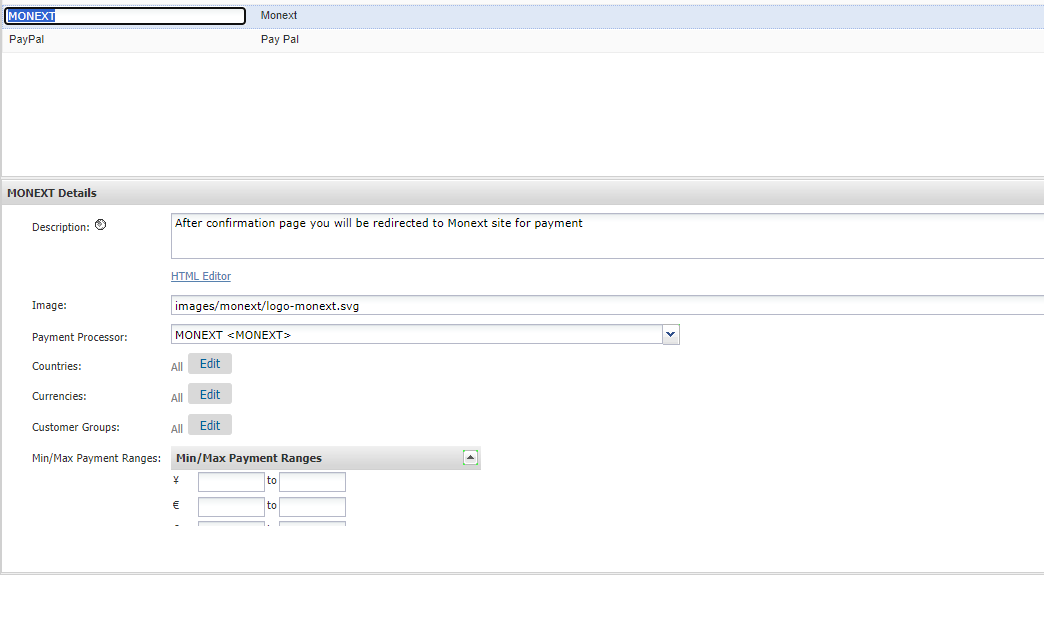 MONEXT Monext
PayPal Pay Pal
MONEXT Details
Description: After confirmation page you will be redirected to Monext site for payment
HTML Editor
Image: images/monext/logo-monext.svg
Payment Processor: MONEXT <MONEXT>
Countries: All Edit
Currencies: All Edit
Customer Groups: All Edit
Min/Max Payment Ranges: Min/Max Payment Ranges
¥ to
€ to